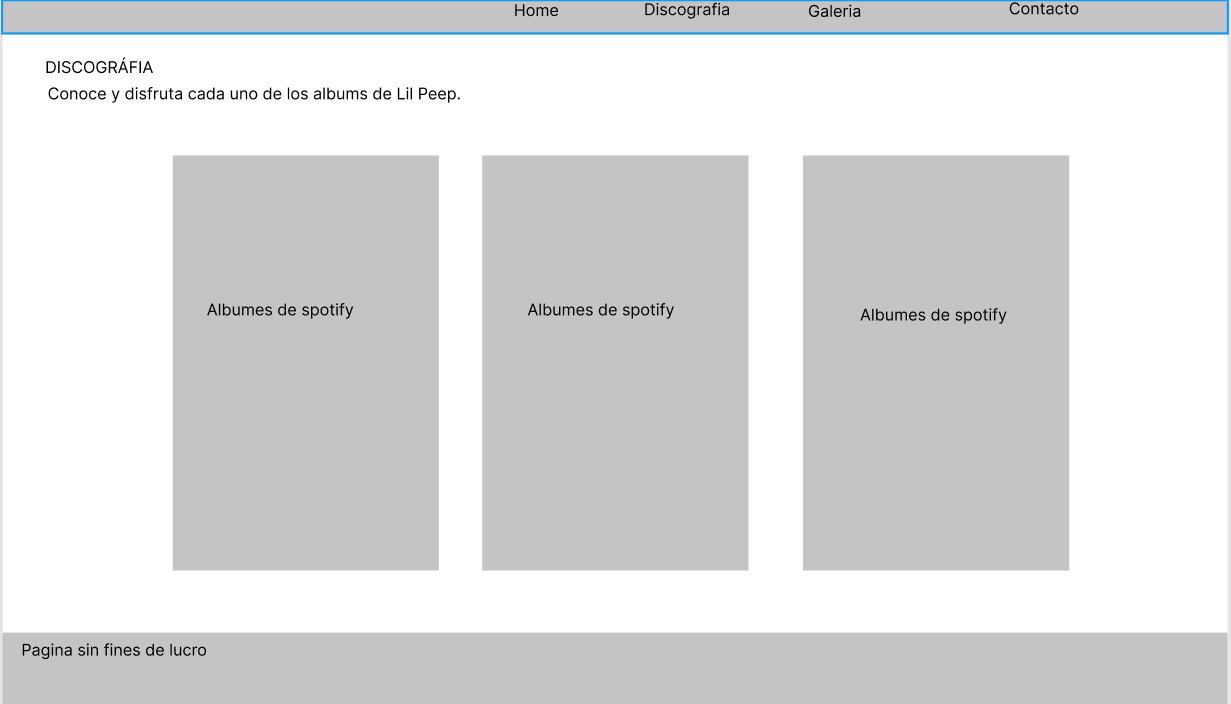 Home
Discografia
Galeria
Contacto
DISCOGRÁFIA
Conoce y disfruta cada uno de los albums de Lil Peep.
Albumes de spotify
Albumes de spotify
Albumes de spotify
Pagina sin fines de lucro